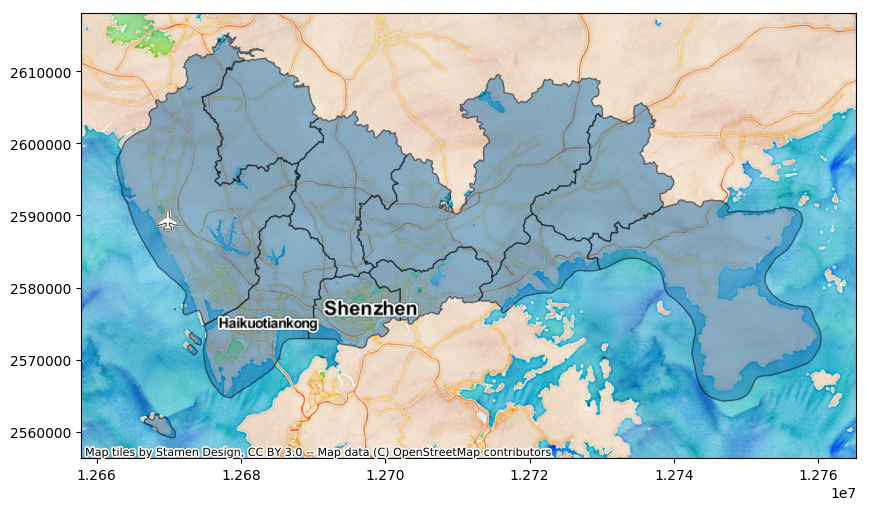 2610000
2600000
2590000
2580000
Shenzhen
Haikuotiankong
2570000
2560000
Map tiles by Stamen Design, CC BY 3.0 -- Map data (C) OpenStreetMap contributors
1.266 1.268 1.270 1.272 1.274 1.276
1e7